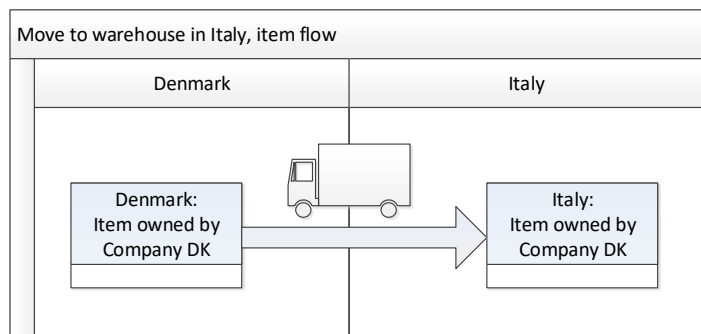 Move to warehouse in Italy, item flow
Denmark
Italy
Denmark:
Item owned by
Company DK
Italy:
Item owned by
Company DK